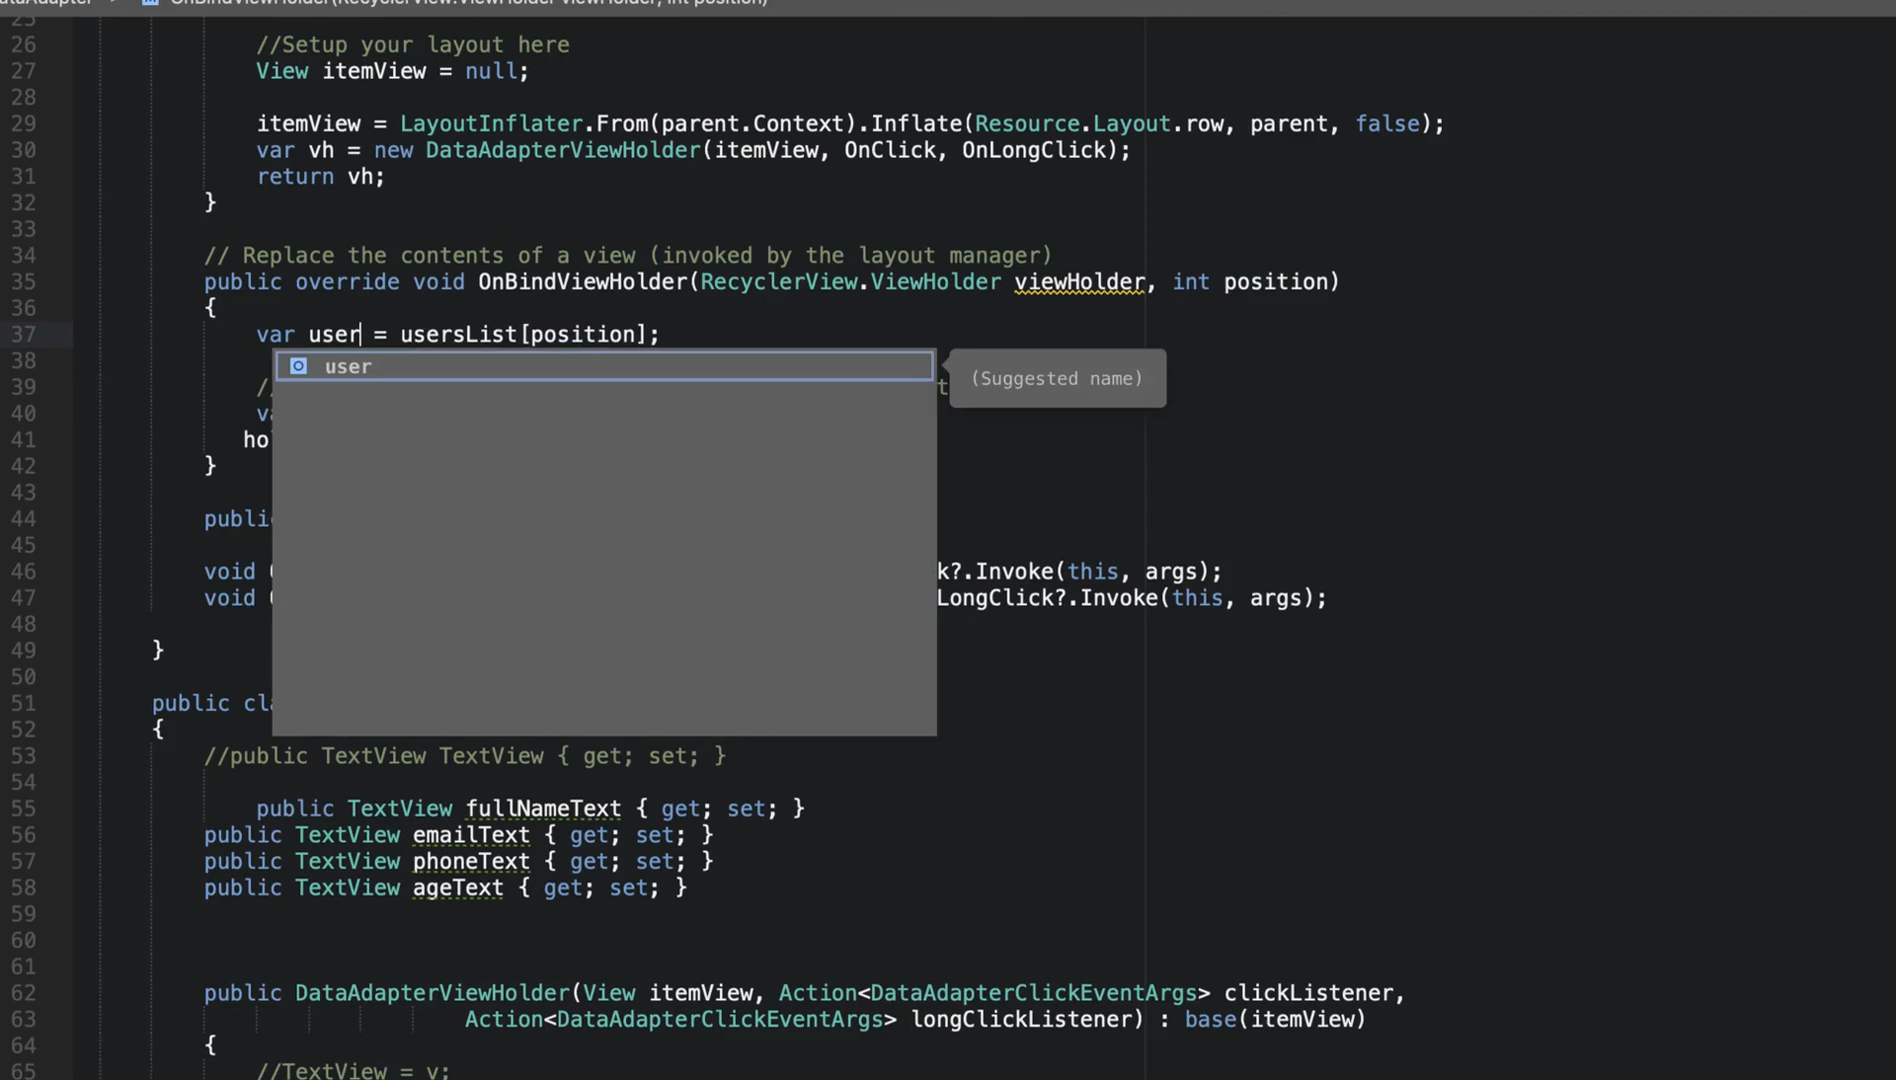 OnBindViewHolder(RecyclerView.ViewHolder viewHolder, int position)
25
26 //Setup your layout here
27 View itemView = null;
28
29 itemView = LayoutInflater.From(parent.Context).Inflate(Resource.Layout.row, parent, false);
30 var vh = new DataAdapterViewHolder(itemView, OnClick, OnLongClick);
31 return vh;
32 }
33
34 // Replace the contents of a view (invoked by the layout manager)
35 public override void OnBindViewHolder(RecyclerView.ViewHolder viewHolder, int position)
36 {
37 var user = usersList[position];
38 user
(Suggested name)
39 // t
40 va
41 ho
42 }
43
44 publi
45
46 void k?.Invoke(this, args);
47 void LongClick?.Invoke(this, args);
48
49 }
50
51 public cla
52 {
53 //public TextView TextView { get; set; }
54
55 public TextView fullNameText { get; set; }
56 public TextView emailText { get; set; }
57 public TextView phoneText { get; set; }
58 public TextView ageText { get; set; }
59
60
61
62 public DataAdapterViewHolder(View itemView, Action<DataAdapterClickEventArgs> clickListener,
63 Action<DataAdapterClickEventArgs> longClickListener) : base(itemView)
64 {
65 //TextView = v;